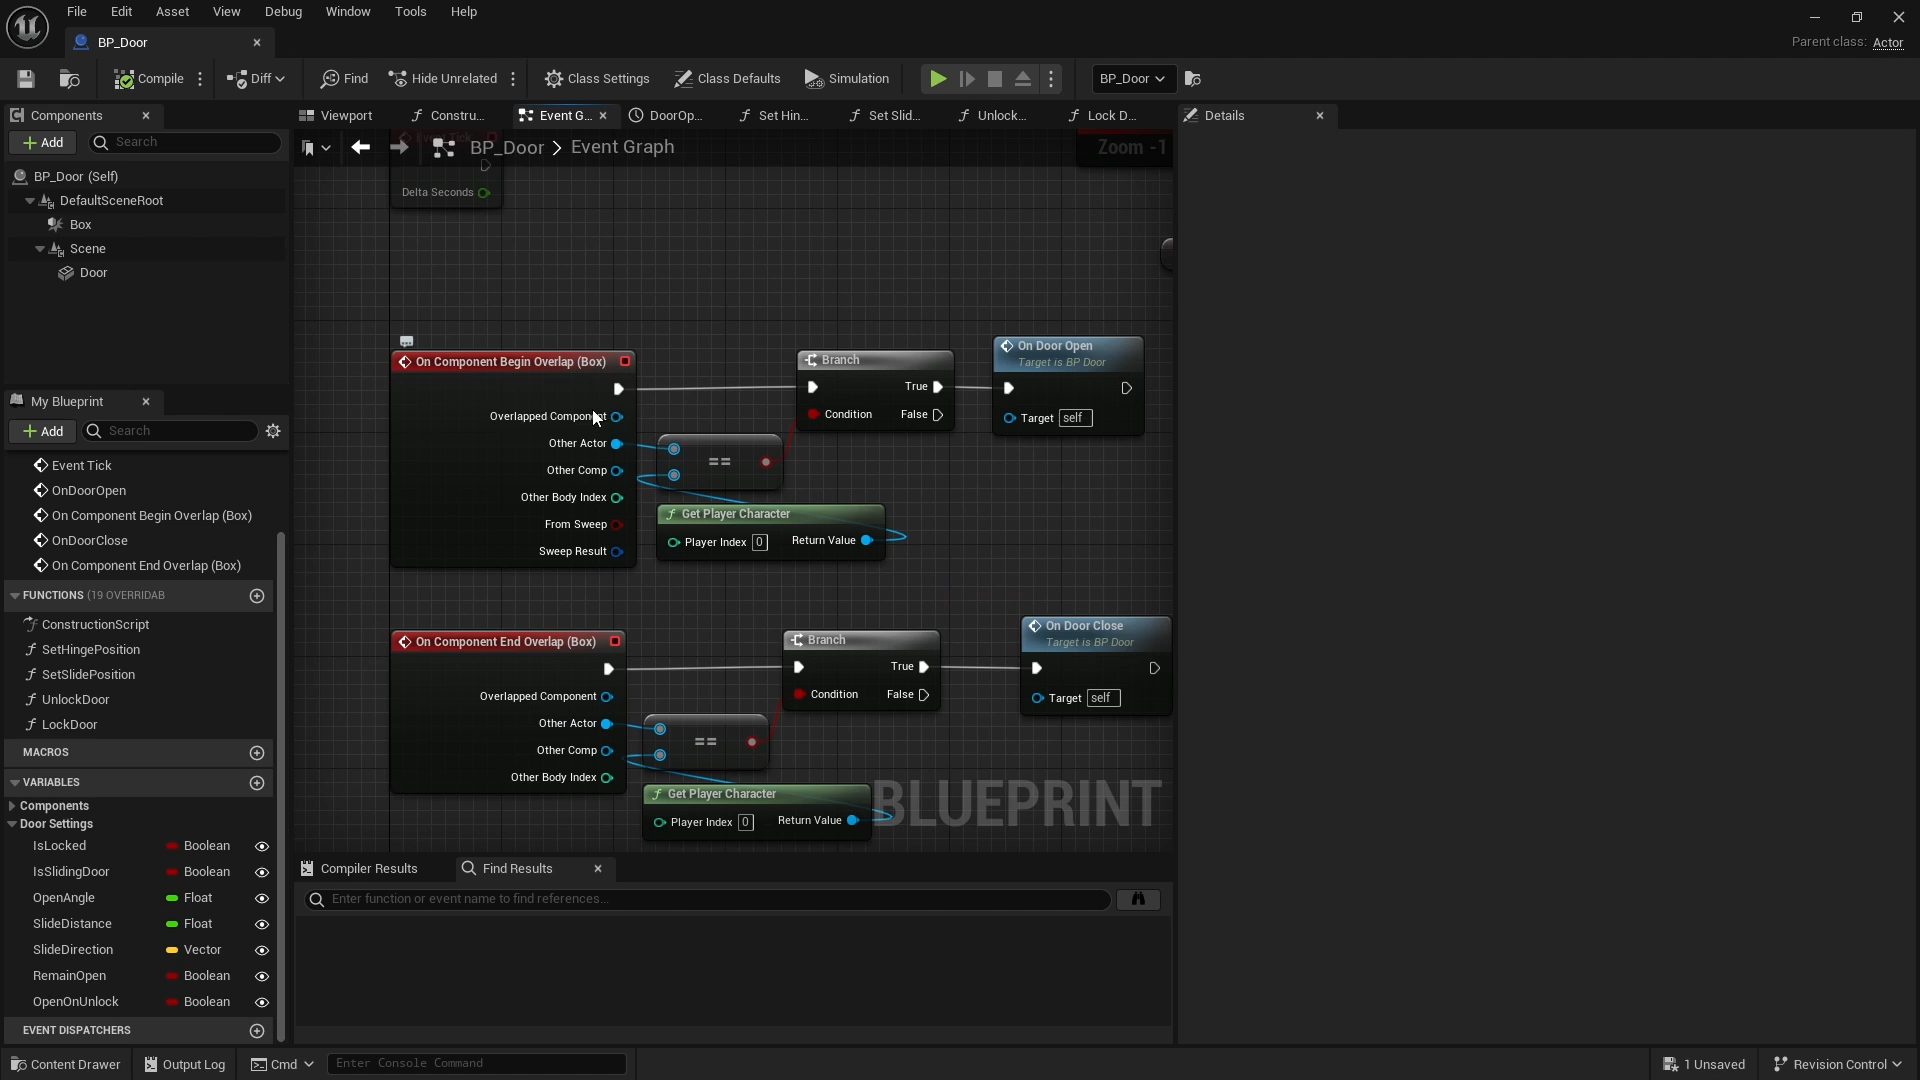 File Edit Asset View Debug Window Tools Help
BP_Door
Parent class: Actor
Compile Diff Find Hide Unrelated Class Settings Class Defaults Simulation BP_Door
Components
Viewport Constru... Event G... DoorOp... Set Hin... Set Slid... Unlock... Lock D... Details
Add Search
BP_Door > Event Graph
Zoom -1
Event Tick
Delta Seconds
BP_Door (Self)
DefaultSceneRoot
Box
Scene
Door
My Blueprint
Add Search
Event Tick
OnDoorOpen
On Component Begin Overlap (Box)
OnDoorClose
On Component End Overlap (Box)
FUNCTIONS (19 OVERRIDAB
ConstructionScript
SetHingePosition
SetSlidePosition
UnlockDoor
LockDoor
MACROS
VARIABLES
Components
Door Settings
IsLocked Boolean
IsSlidingDoor Boolean
OpenAngle Float
SlideDistance Float
SlideDirection Vector
RemainOpen Boolean
OpenOnUnlock Boolean
EVENT DISPATCHERS
On Component Begin Overlap (Box)
Overlapped Component
Other Actor
Other Comp
Other Body Index
From Sweep
Sweep Result
==
Get Player Character
Player Index 0 Return Value
Branch
True
Condition False
On Door Open
Target is BP Door
Target self
On Component End Overlap (Box)
Overlapped Component
Other Actor
Other Comp
Other Body Index
==
Get Player Character
Player Index 0 Return Value
Branch
True
Condition False
On Door Close
Target is BP Door
Target self
BLUEPRINT
Compiler Results Find Results
Enter function or event name to find references...
Content Drawer Output Log Cmd Enter Console Command 1 Unsaved Revision Control